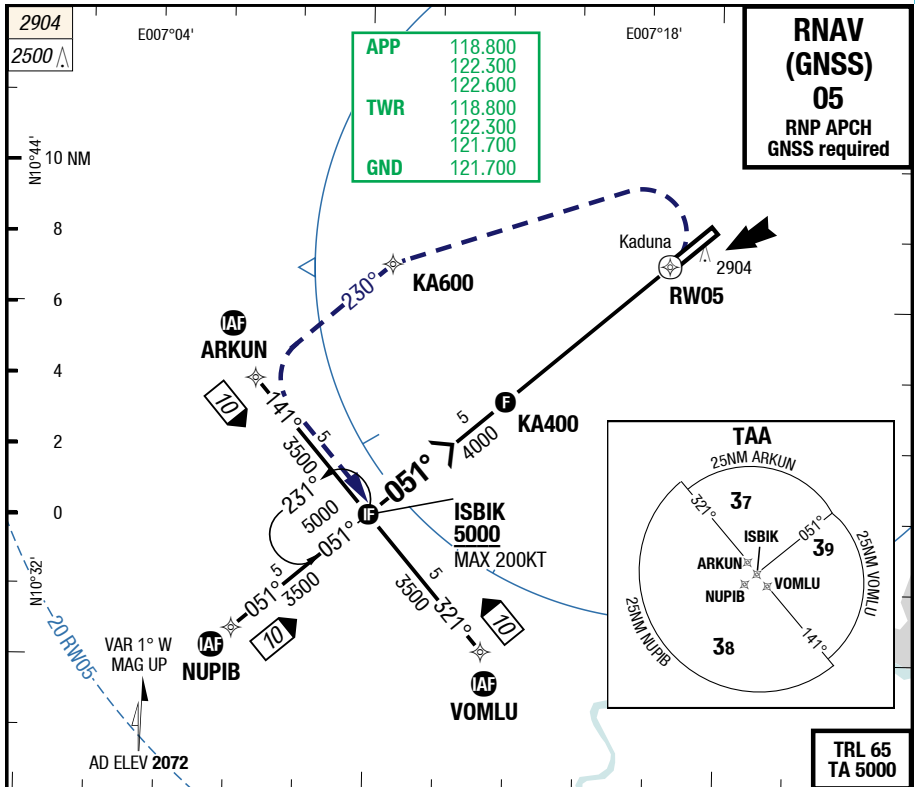 2904
2500
E007°04'
E007°18'
APP 118.800
122.300
122.600
TWR 118.800
122.300
121.700
GND 121.700
RNAV
(GNSS)
05
RNP APCH
GNSS required
N10°44'
10 NM
8
6
4
2
0
N10°32'
Kaduna
2904
RW05
KA600
230°
IAF
ARKUN
10
141°
5
3500
F
KA400
5
4000
051°
IF
ISBIK
5000
MAX 200KT
231°
5000
051°
051°
5
3500
10
IAF
NUPIB
5
3500
321°
10
IAF
VOMLU
20 RW05
VAR 1° W
MAG UP
AD ELEV 2072
TAA
25NM ARKUN
321°
37
051°
ISBIK
39
ARKUN
NUPIB
VOMLU
25NM VOMLU
25NM NUPIB
38
141°
TRL 65
TA 5000